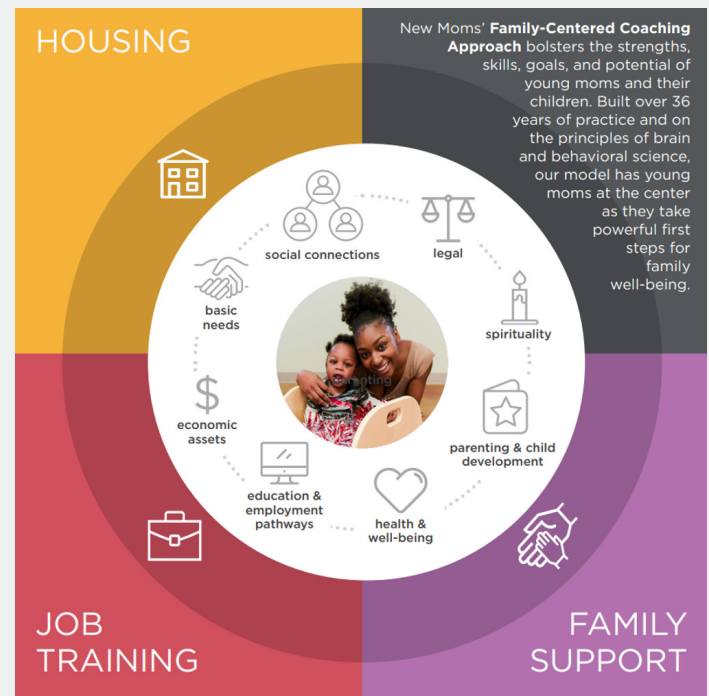 HOUSING
New Moms’ Family-Centered Coaching
Approach bolsters the strengths,
skills, goals, and potential of
young moms and their
children. Built over 36
years of practice and on
the principles of brain
and behavioral science,
our model has young
moms at the center
as they take
powerful first
steps for
family
well-being.
social connections
legal
basic
needs
spirituality
parenting
$
economic
assets
parenting & child
development
education &
employment
pathways
health &
well-being
JOB
TRAINING
FAMILY
SUPPORT